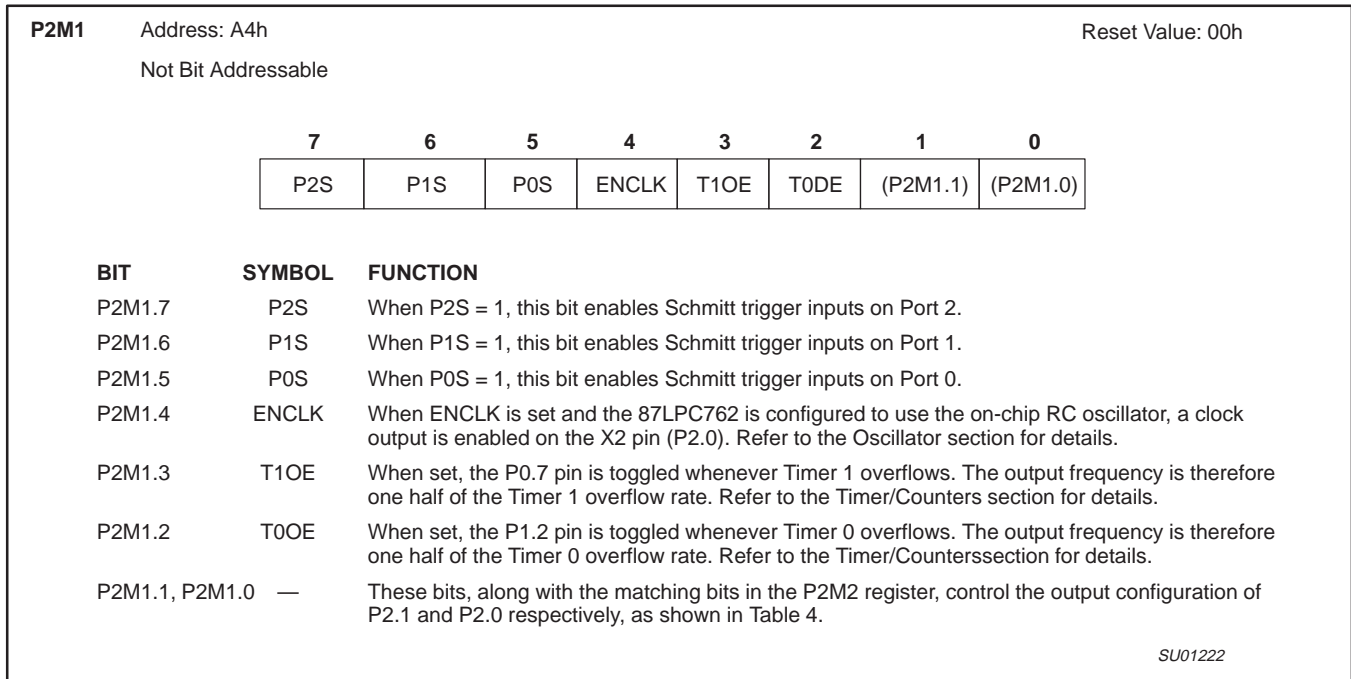 P2M1 Address: A4h Reset Value: 00h
Not Bit Addressable
7 6 5 4 3 2 1 0
P2S P1S P0S ENCLK T1OE T0DE (P2M1.1) (P2M1.0)
BIT SYMBOL FUNCTION
P2M1.7 P2S When P2S = 1, this bit enables Schmitt trigger inputs on Port 2.
P2M1.6 P1S When P1S = 1, this bit enables Schmitt trigger inputs on Port 1.
P2M1.5 P0S When P0S = 1, this bit enables Schmitt trigger inputs on Port 0.
P2M1.4 ENCLK When ENCLK is set and the 87LPC762 is configured to use the on-chip RC oscillator, a clock
output is enabled on the X2 pin (P2.0). Refer to the Oscillator section for details.
P2M1.3 T1OE When set, the P0.7 pin is toggled whenever Timer 1 overflows. The output frequency is therefore
one half of the Timer 1 overflow rate. Refer to the Timer/Counters section for details.
P2M1.2 T0OE When set, the P1.2 pin is toggled whenever Timer 0 overflows. The output frequency is therefore
one half of the Timer 0 overflow rate. Refer to the Timer/Counterssection for details.
P2M1.1, P2M1.0 — These bits, along with the matching bits in the P2M2 register, control the output configuration of
P2.1 and P2.0 respectively, as shown in Table 4.
SU01222